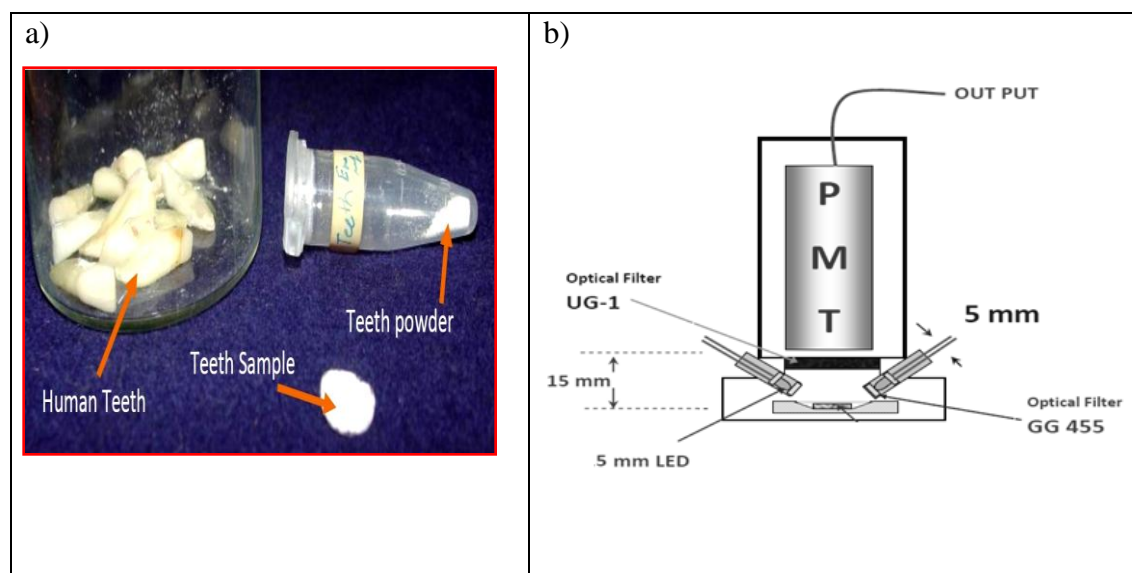 a)
Teeth powder
Teeth Sample
Human Teeth
Teeth
b)
OUT PUT
P
M
T
Optical Filter
UG-1
5 mm
15 mm
Optical Filter
GG 455
5 mm LED